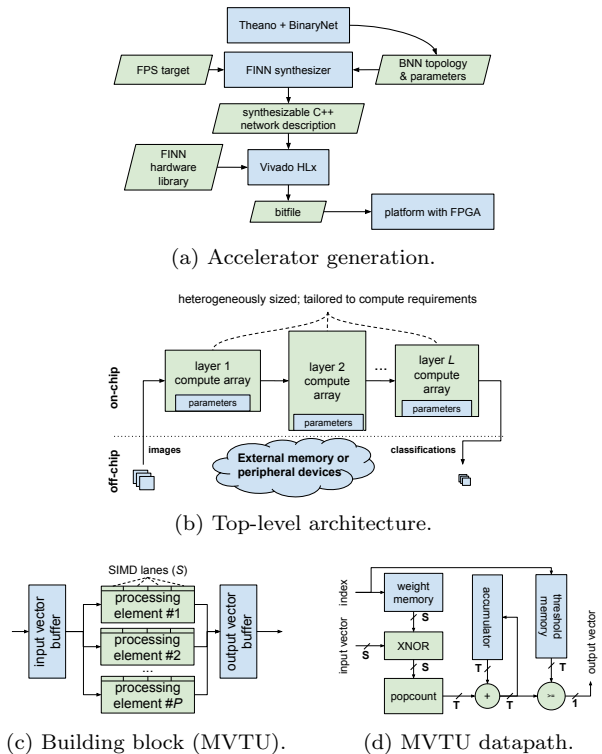 Theano + BinaryNet
FPS target
FINN synthesizer
BNN topology
& parameters
synthesizable C++
network description
FINN
hardware
library
Vivado HLx
bitfile
platform with FPGA
(a) Accelerator generation.
heterogeneously sized; tailored to compute requirements
on-chip
layer 1
compute array
parameters
layer 2
compute
array
parameters
...
layer L
compute
array
parameters
off-chip
images
External memory or
peripheral devices
classifications
(b) Top-level architecture.
SIMD lanes (S)
input vector
buffer
processing
element #1
processing
element #2
...
processing
element #P
output vector
buffer
(c) Building block (MVTU).
index
input vector
weight
memory
S
S
XNOR
S
popcount
T
accumulator
T
+
T
threshold
memory
T
>=
1
output vector
(d) MVTU datapath.